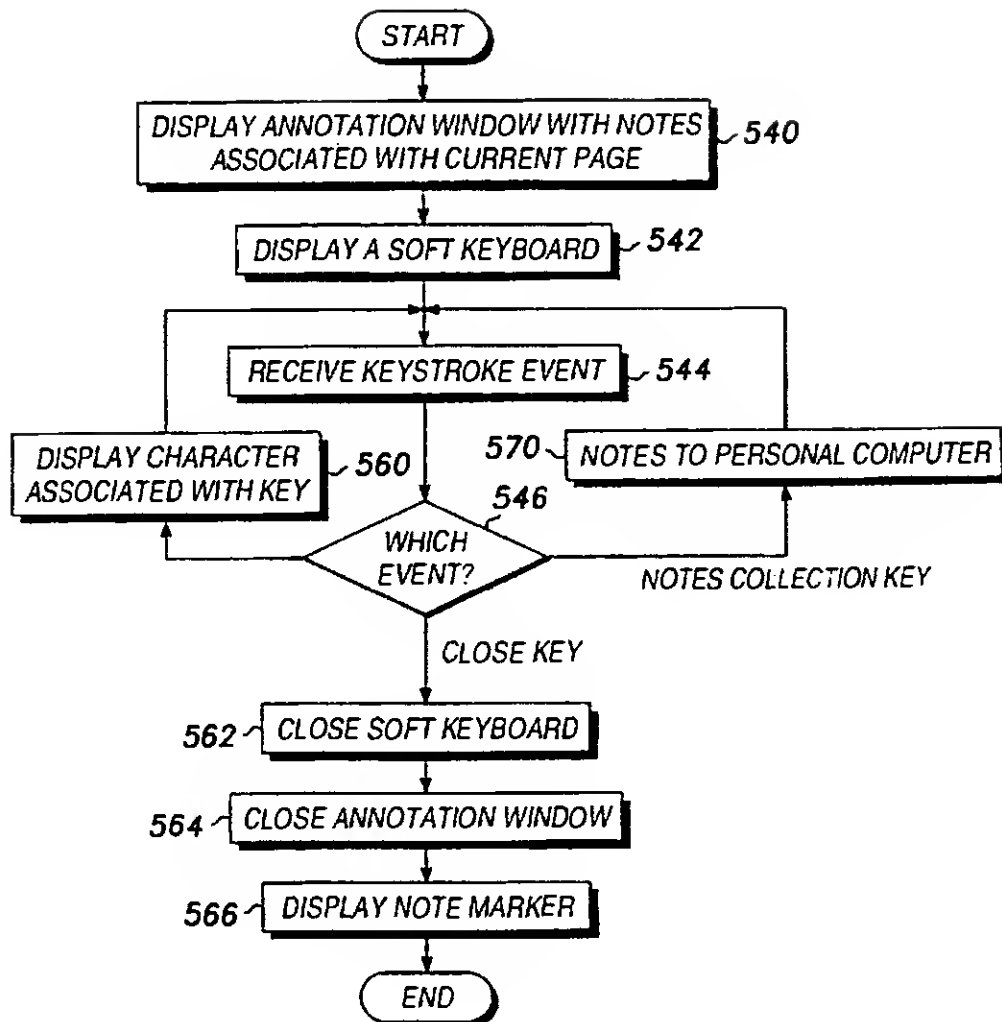 START
DISPLAY ANNOTATION WINDOW WITH NOTES
ASSOCIATED WITH CURRENT PAGE
540
DISPLAY A SOFT KEYBOARD
542
RECEIVE KEYSTROKE EVENT
544
DISPLAY CHARACTER
ASSOCIATED WITH KEY
560
570
NOTES TO PERSONAL COMPUTER
546
WHICH
EVENT?
NOTES COLLECTION KEY
CLOSE KEY
562
CLOSE SOFT KEYBOARD
564
CLOSE ANNOTATION WINDOW
566
DISPLAY NOTE MARKER
END